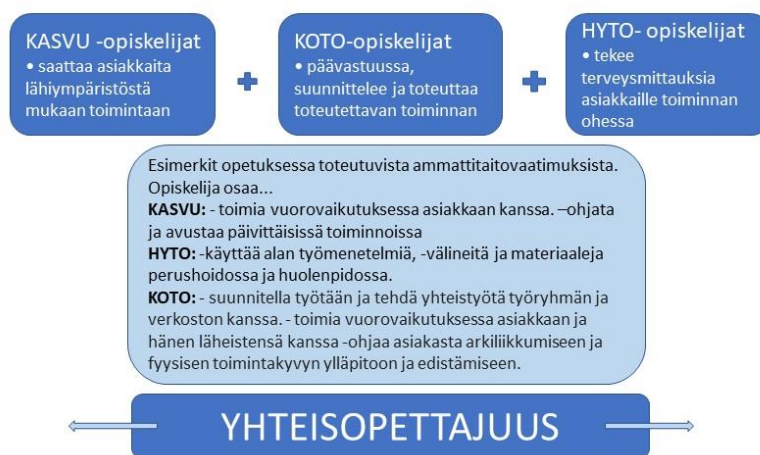 KASVU -opiskelijat
• saattaa asiakkaita
lähiympäristöstä
mukaan toimintaan
KOTO-opiskelijat
• päävastuussa,
suunnittelee ja toteuttaa
toteutettavan toiminnan
HYTO- opiskelijat
• tekee
terveysmittauksia
asiakkaille toiminnan
ohessa
Esimerkit opetuksessa toteutuvista ammattitaitovaatimuksista.
Opiskelija osaa...
KASVU: - toimia vuorovaikutuksessa asiakkaan kanssa. –ohjata
ja avustaa päivittäisissä toiminnoissa
HYTO: -käyttää alan työmenetelmiä, -välineitä ja materiaaleja
perushoidossa ja huolenpidossa.
KOTO: - suunnitella työtään ja tehdä yhteistyötä työryhmän ja
verkoston kanssa. - toimia vuorovaikutuksessa asiakkaan ja
hänen läheistensä kanssa -ohjaa asiakasta arkiliikkumiseen ja
fyysisen toimintakyvyn ylläpitoon ja edistämiseen.
YHTEISOPETTAJUUS